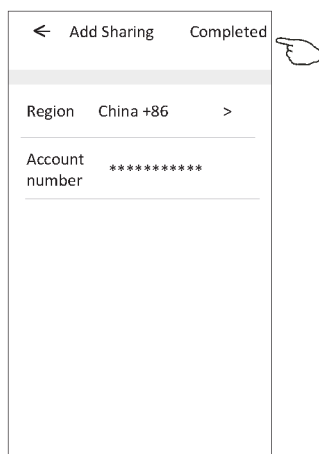 ← Add Sharing Completed
Region China +86 >
Account
number ***********